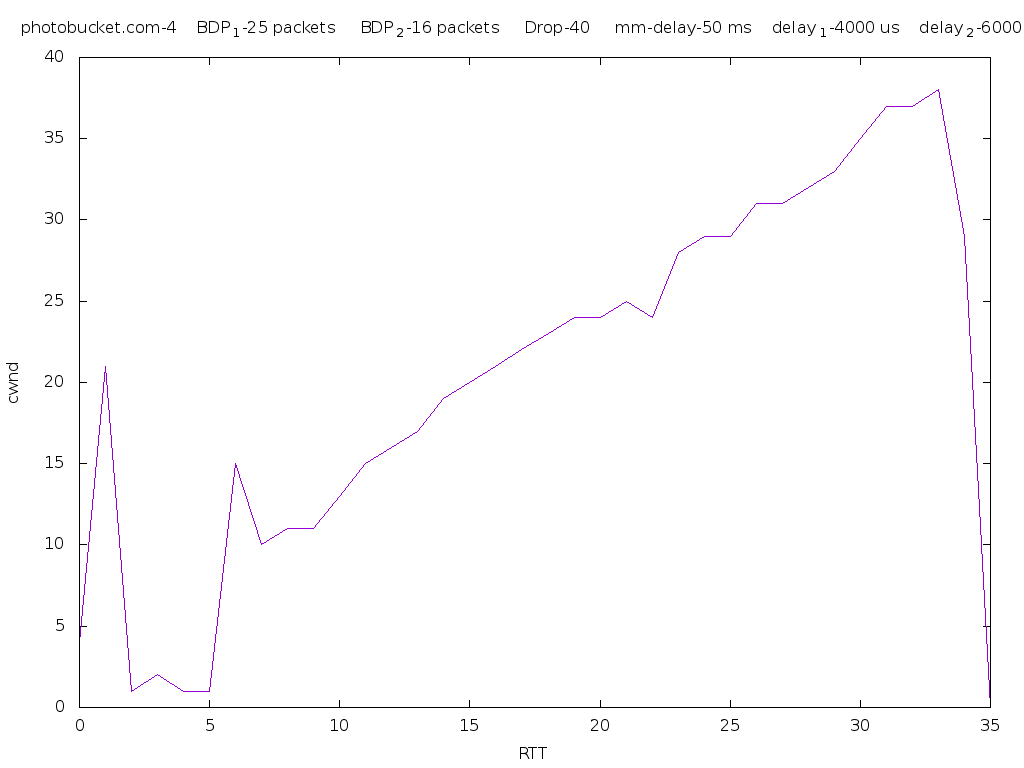 photobucket.com-4 BDP1-25 packets BDP2-16 packets Drop-40 mm-delay-50 ms delay1-4000 us delay2-6000
40
35
30
25
20
15
10
5
0
cwnd
0 5 10 15 20 25 30 35
RTT